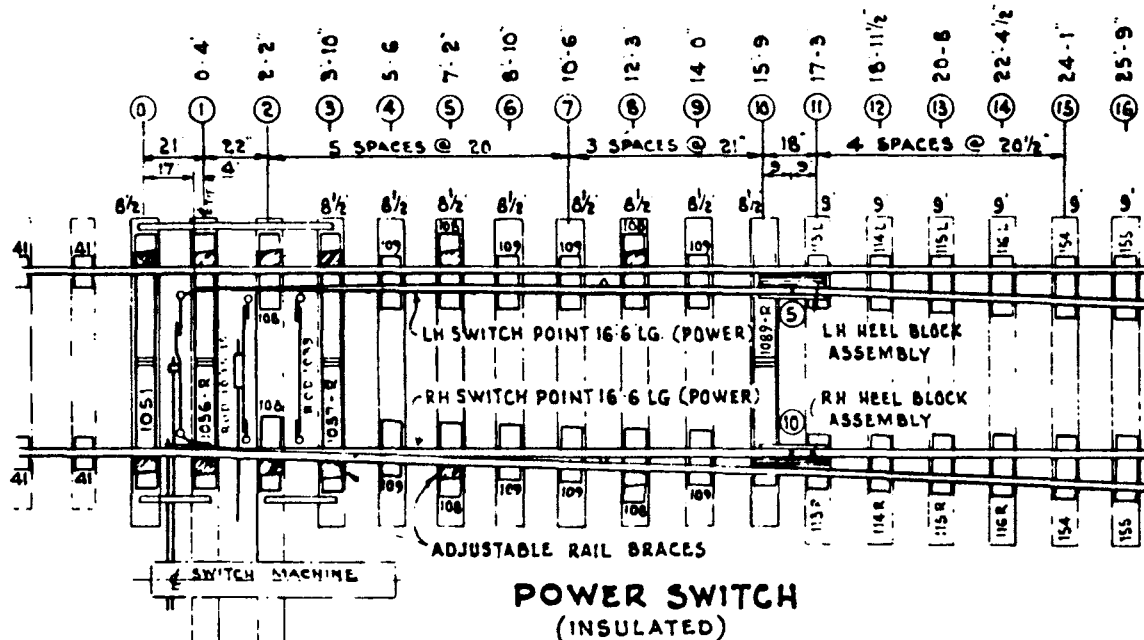 0·4"
2·2"
3·10"
5·6
7·2"
8·10"
10·6"
12·3
14·0"
15·9
17·3
18·11½"
20·8
22·4½"
24·1"
25·9"
0 1 2 3 4 5 6 7 8 9 10 11 12 13 14 15 16
21" 22" 5 SPACES @ 20 3 SPACES @ 21" 18" 4 SPACES @ 20½"
17 4" 9 9
8½ 8½ 8½ 8½ 8½ 8½ 8½ 8½ 8½ 9 9 9 9 9 9
41 41 109 108 109 109 108 109 115L 116L 154 155
114L
108
LH SWITCH POINT 16·6 LG. (POWER)
5
LH HEEL BLOCK
ASSEMBLY
1051
1056-R
1057-R
1089-R
RH SWITCH POINT 16·6 LG (POWER)
10
RH HEEL BLOCK
ASSEMBLY
108
41 41 109 108 109 109 108 109 114R 115R 116R 154 155
ADJUSTABLE RAIL BRACES
SWITCH MACHINE
POWER SWITCH
(INSULATED)